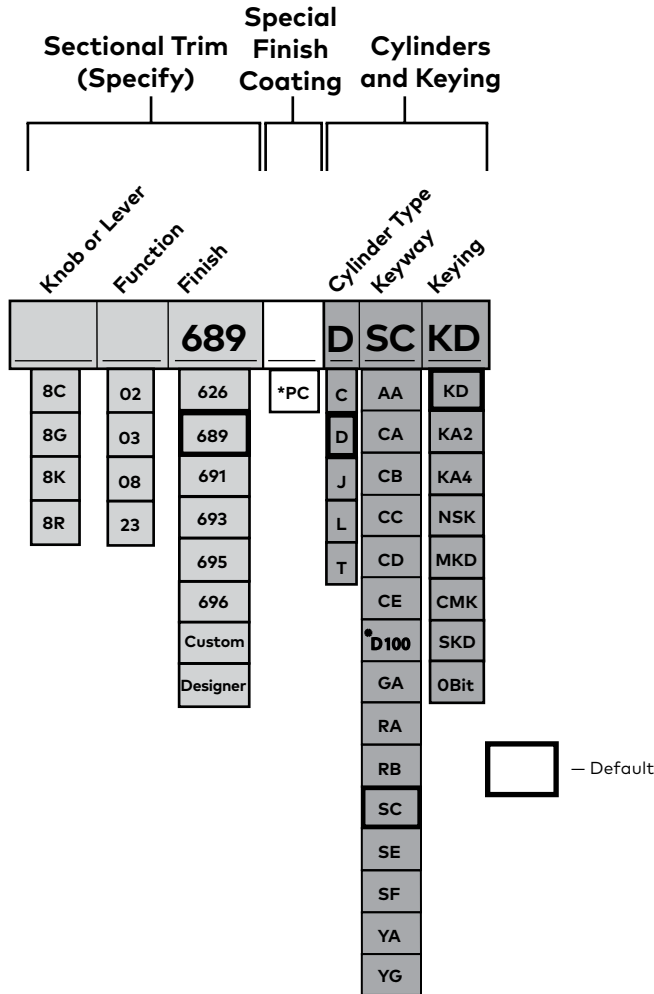 Sectional Trim
(Specify)
Special
Finish
Coating
Cylinders
and Keying
Knob or Lever
Function
Finish
Cylinder Type
Keyway
Keying
689 D SC KD
8C 02 626 *PC C AA KD
8G 03 689 D CA KA2
8K 08 691 J CB KA4
8R 23 693 L CC NSK
695 T CD MKD
696 CE CMK
Custom *D100 SKD
Designer GA 0Bit
RA
RB
— Default
SC
SE
SF
YA
YG